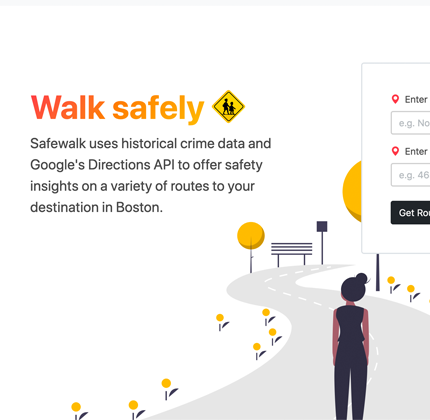 Walk safely
Safewalk uses historical crime data and
Google's Directions API to offer safety
insights on a variety of routes to your
destination in Boston.
Enter
e.g. No
Enter
e.g. 46
Get Rou